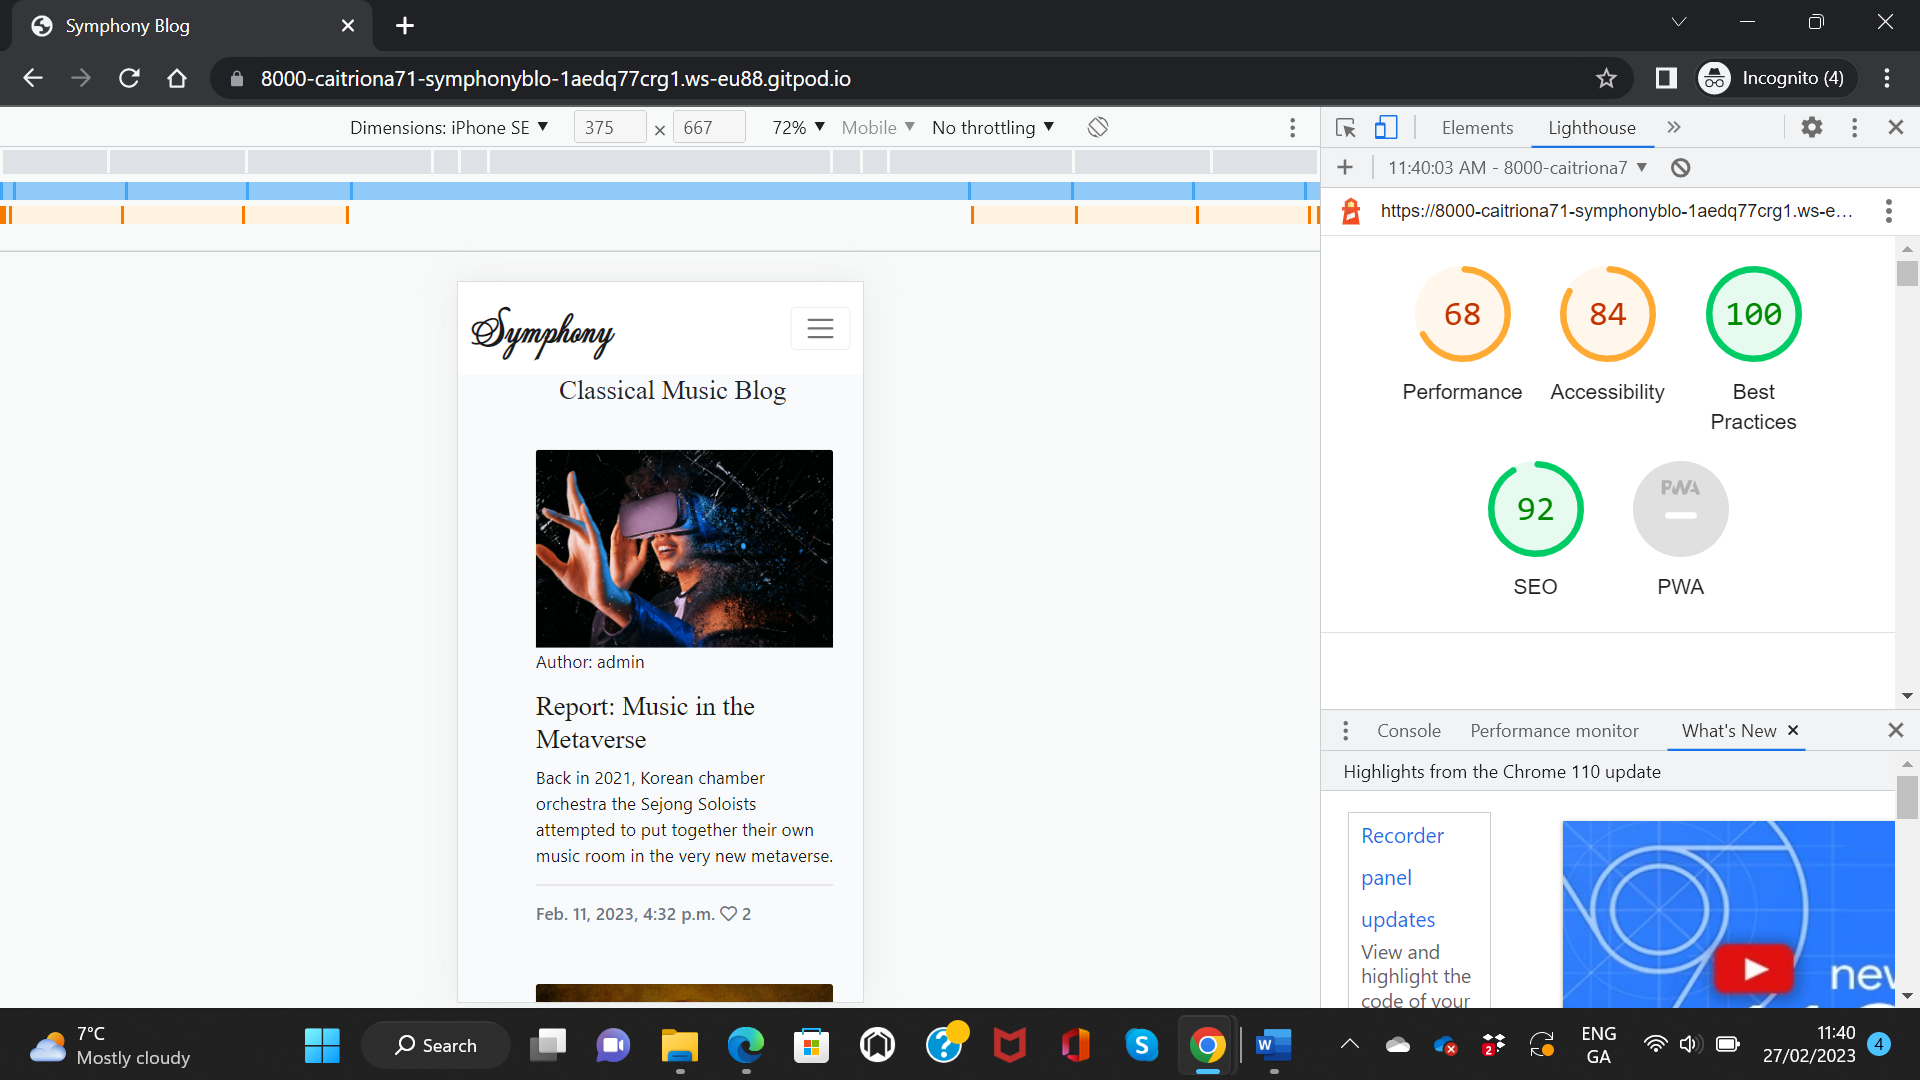 Symphony Blog
8000-caitriona71-symphonyblo-1aedq77crg1.ws-eu88.gitpod.io
Incognito (4)
Dimensions: iPhone SE
375
×
667
72%
Mobile
No throttling
Elements
Lighthouse
11:40:03 AM - 8000-caitriona7
https://8000-caitriona71-symphonyblo-1aedq77crg1.ws-e...
68
84
100
Performance
Accessibility
Best
Practices
92
PWA
SEO
PWA
Symphony
Classical Music Blog
Author: admin
Report: Music in the
Metaverse
Back in 2021, Korean chamber
orchestra the Sejong Soloists
attempted to put together their own
music room in the very new metaverse.
Feb. 11, 2023, 4:32 p.m. 2
Console
Performance monitor
What's New
Highlights from the Chrome 110 update
Recorder
panel
updates
View and
highlight the
code of your
new
7°C
Mostly cloudy
Search
2
ENG
GA
11:40
27/02/2023
4